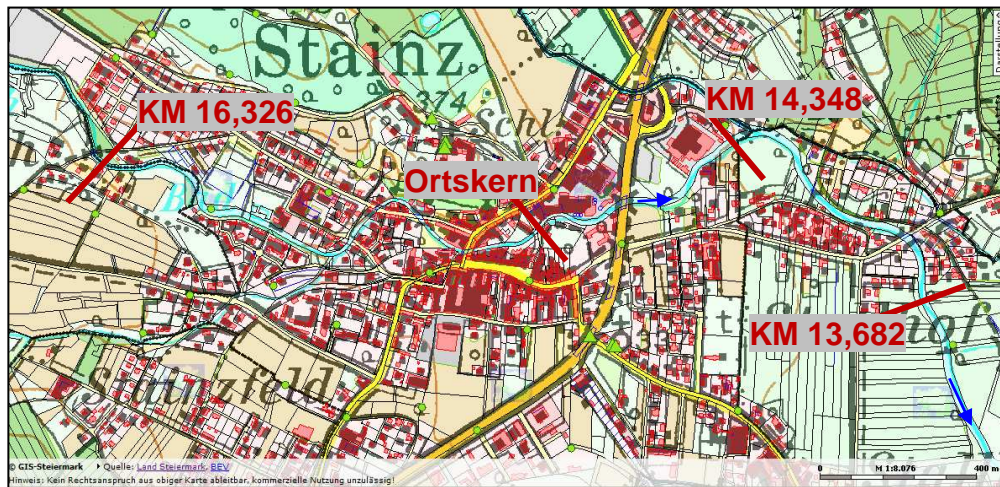 Stainz
374
Schl.
KM 16,326
KM 14,348
Ortskern
KM 13,682
Stainzfeld
333
© GIS-Steiermark Quelle: Land Steiermark, BEV
0 M 1:8.076 400 m
Hinweis: Kein Rechtsanspruch aus obiger Karte ableitbar, kommerzielle Nutzung unzulässig!